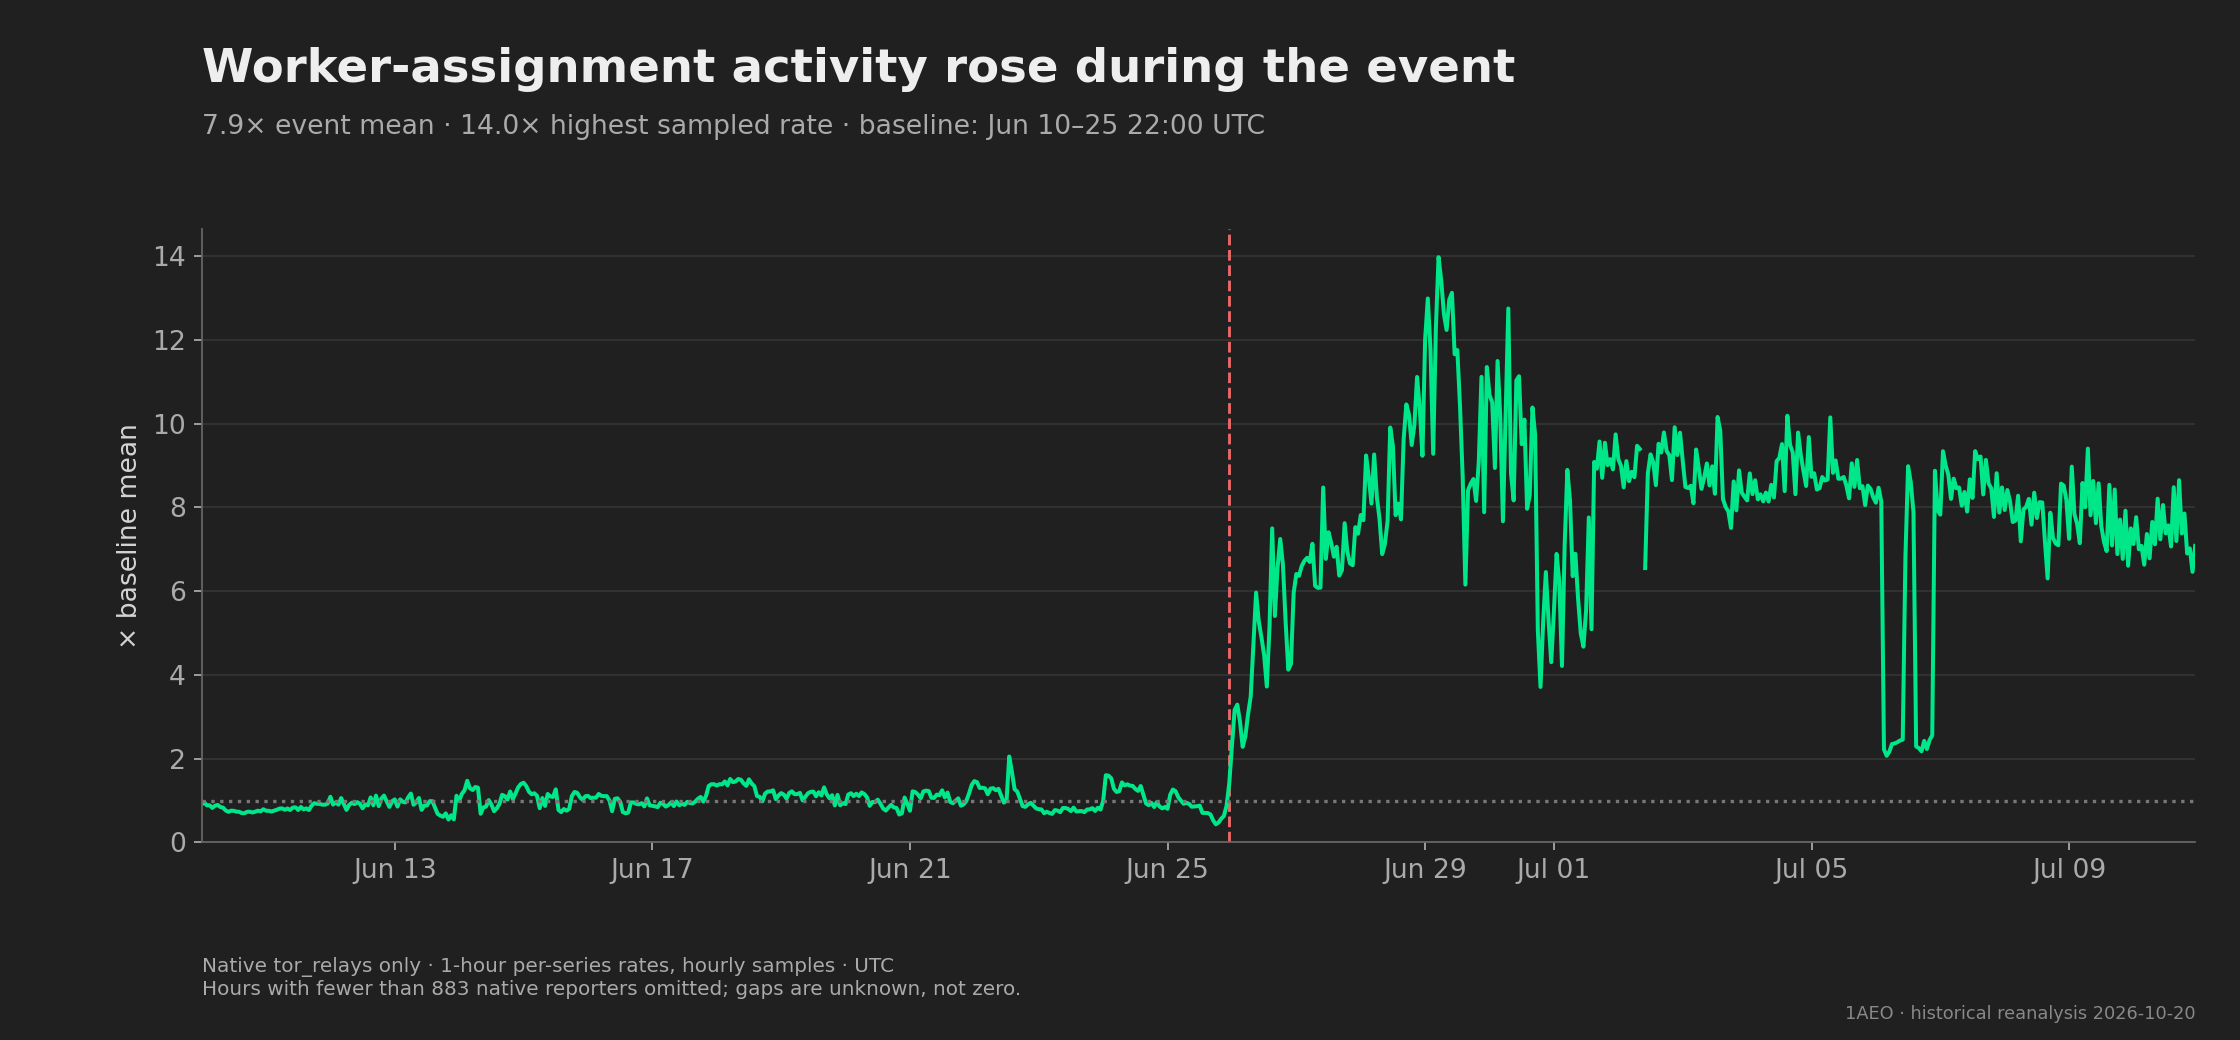 Worker-assignment activity rose during the event
7.9× event mean · 14.0× highest sampled rate · baseline: Jun 10–25 22:00 UTC
× baseline mean
14
12
10
8
6
4
2
0
Jun 13
Jun 17
Jun 21
Jun 25
Jun 29
Jul 01
Jul 05
Jul 09
Native tor_relays only · 1-hour per-series rates, hourly samples · UTC
Hours with fewer than 883 native reporters omitted; gaps are unknown, not zero.
1AEO · historical reanalysis 2026-10-20